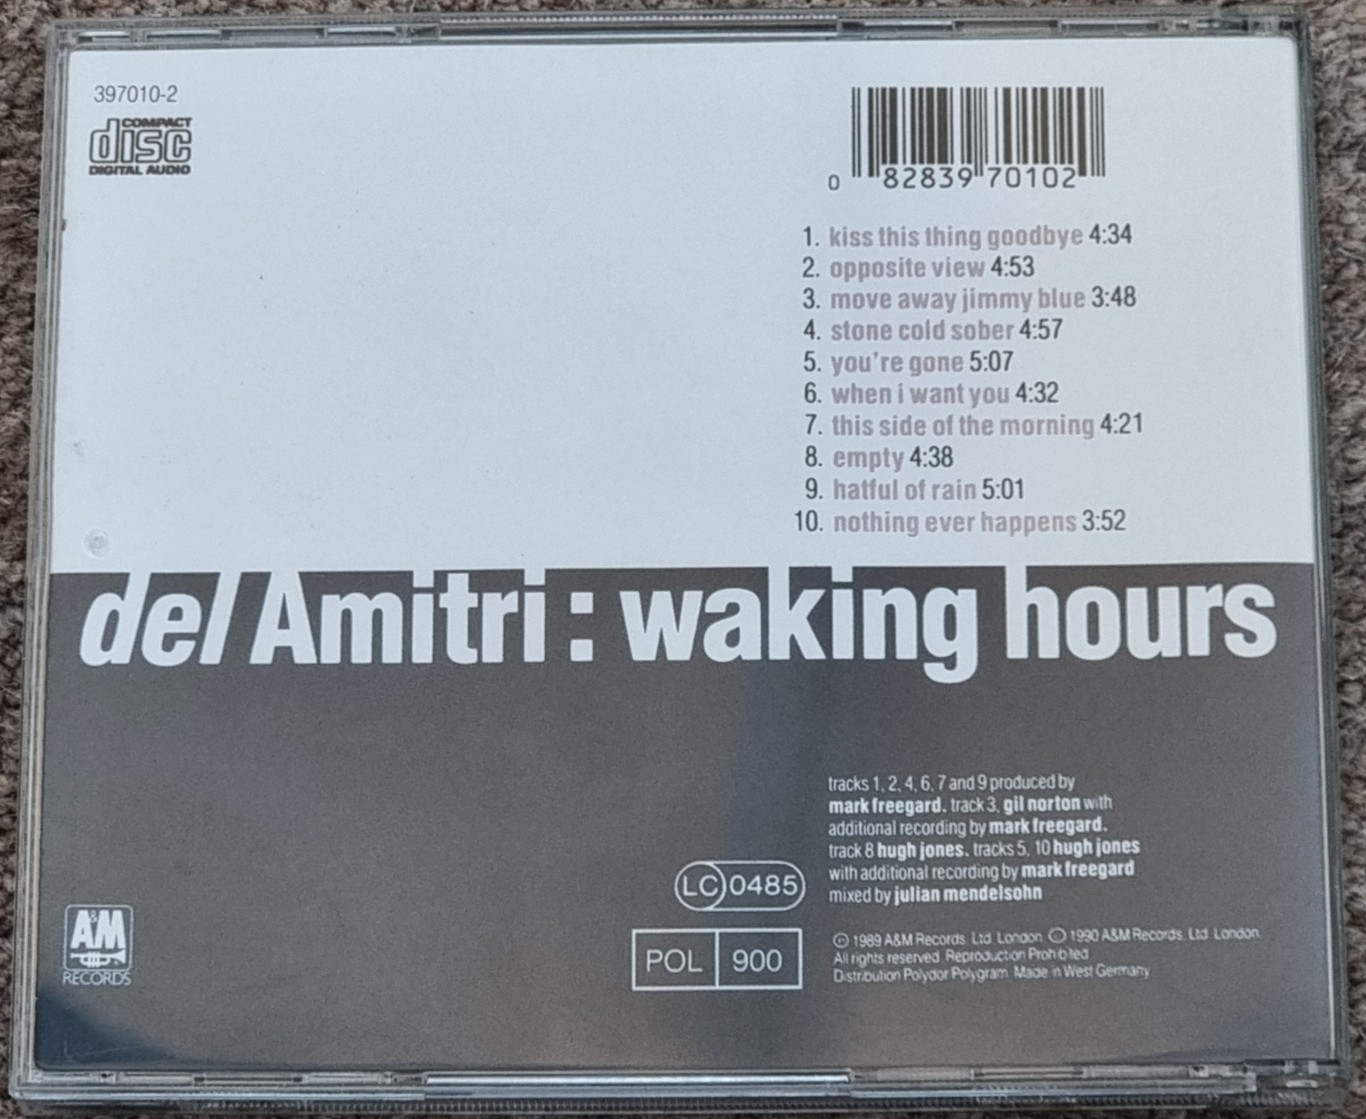 397010-2
COMPACT
disc
DIGITAL AUDIO
0 82839 70102
1. kiss this thing goodbye 4:34
2. opposite view 4:53
3. move away jimmy blue 3:48
4. stone cold sober 4:57
5. you're gone 5:07
6. when i want you 4:32
7. this side of the morning 4:21
8. empty 4:38
9. hatful of rain 5:01
10. nothing ever happens 3:52
del Amitri : waking hours
tracks 1, 2, 4, 6, 7 and 9 produced by
mark freegard. track 3, gil norton with
additional recording by mark freegard.
track 8 hugh jones. tracks 5, 10 hugh jones
with additional recording by mark freegard
mixed by julian mendelsohn
LC 0485
POL 900
A&M
RECORDS
℗ 1989 A&M Records, Ltd. London. © 1990 A&M Records, Ltd. London.
All rights reserved. Reproduction Prohibited
Distribution Polydor Polygram. Made in West Germany